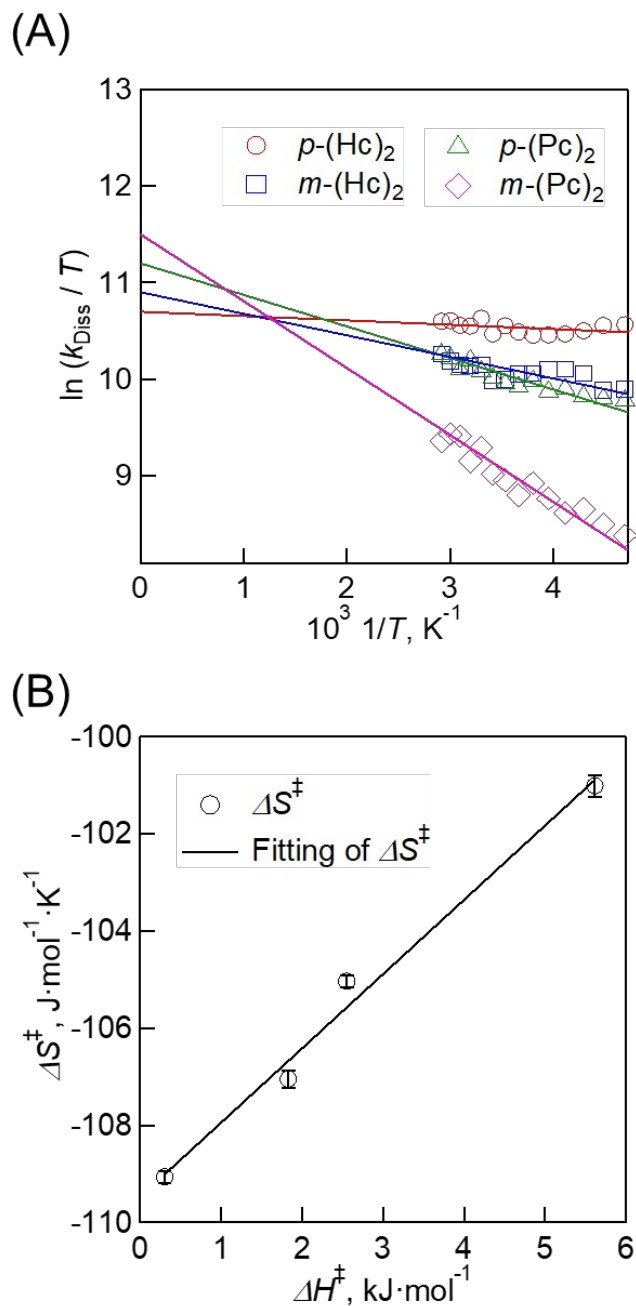 (A)
13
12
11
10
9
ln (kDiss / T)
p-(Hc)2
p-(Pc)2
m-(Hc)2
m-(Pc)2
0 1 2 3 4
10³ 1/T, K⁻¹
(B)
-100
-102
-104
-106
-108
-110
ΔS‡, J·mol⁻¹·K⁻¹
ΔS‡
Fitting of ΔS‡
0 1 2 3 4 5 6
ΔH‡, kJ·mol⁻¹